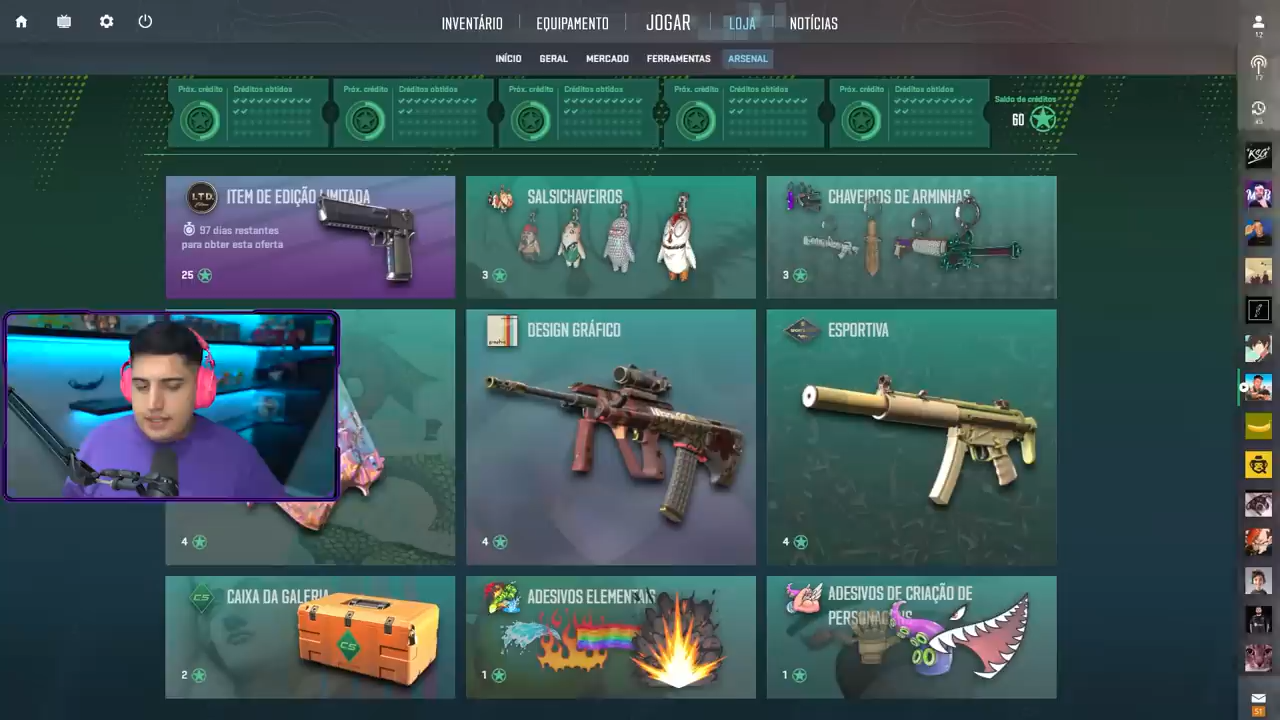 INVENTÁRIO EQUIPAMENTO JOGAR LOJA NOTÍCIAS
INÍCIO GERAL MERCADO FERRAMENTAS ARSENAL
Próx. crédito Créditos obtidos Próx. crédito Créditos obtidos Próx. crédito Créditos obtidos Próx. crédito Créditos obtidos Próx. crédito Créditos obtidos
Saldo de créditos
60
ITEM DE EDIÇÃO LIMITADA
97 dias restantes
para obter esta oferta
25
SALSICHAVEIROS
3
CHAVEIROS DE ARMINHAS
3
4
DESIGN GRÁFICO
4
ESPORTIVA
4
CAIXA DA GALERIA
2
ADESIVOS ELEMENTAIS
1
ADESIVOS DE CRIAÇÃO DE
PERSONAGENS
1
51